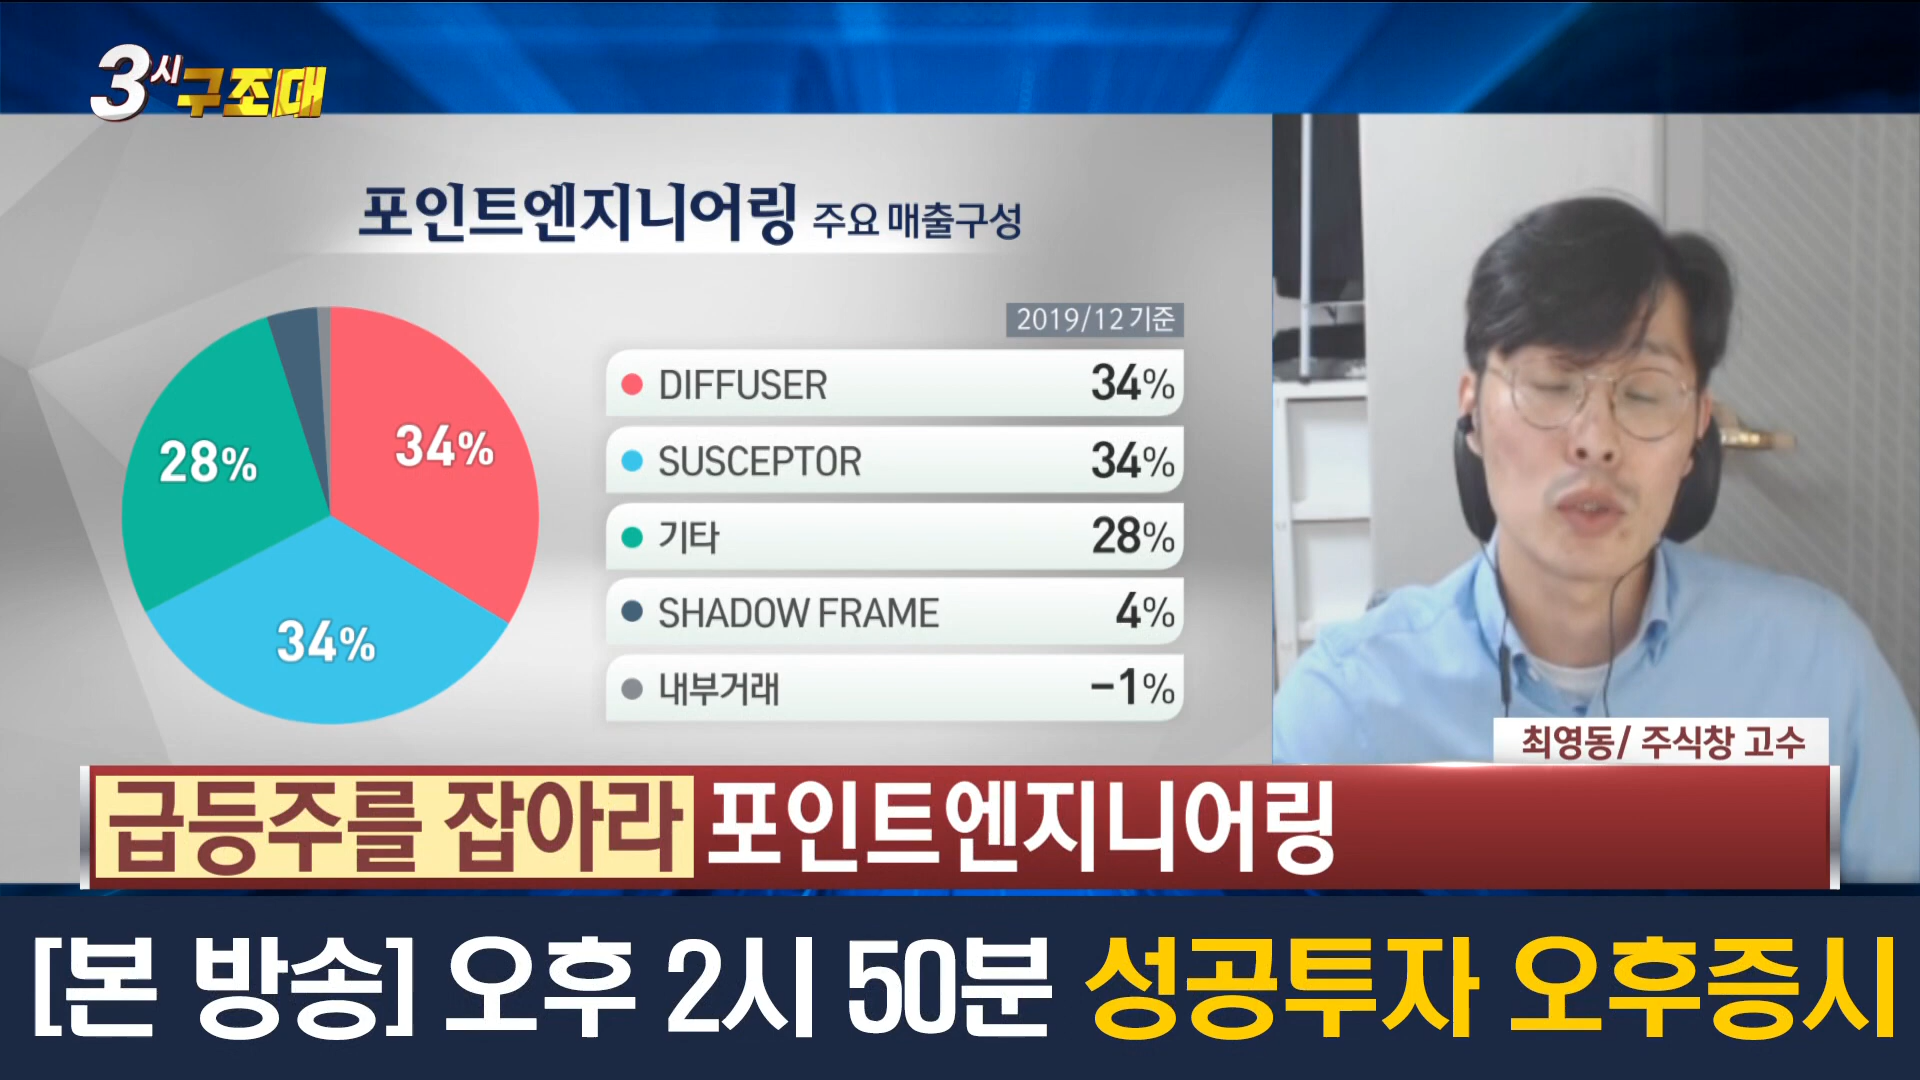 3시구조대
포인트엔지니어링 주요 매출구성
2019/12 기준
34%
28%
34%
DIFFUSER 34%
SUSCEPTOR 34%
기타 28%
SHADOW FRAME 4%
내부거래 -1%
최영동/ 주식창 고수
급등주를 잡아라 포인트엔지니어링
[본 방송] 오후 2시 50분 성공투자 오후증시